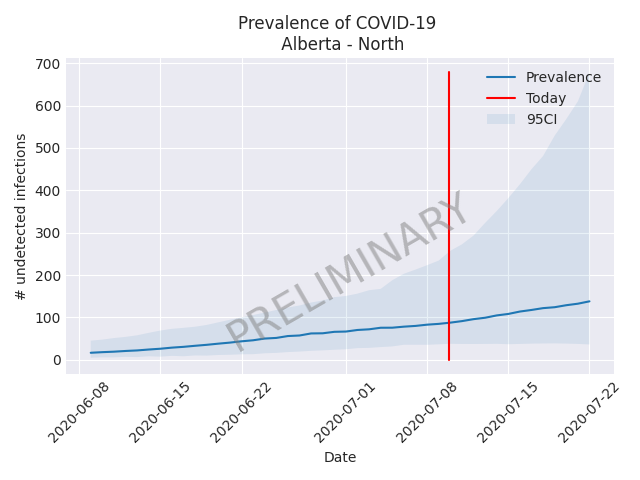 Prevalence of COVID-19
Alberta - North
700
600
500
400
300
200
100
0
# undetected infections
Prevalence
Today
95CI
PRELIMINARY
2020-06-08
2020-06-15
2020-06-22
2020-07-01
2020-07-08
2020-07-15
2020-07-22
Date